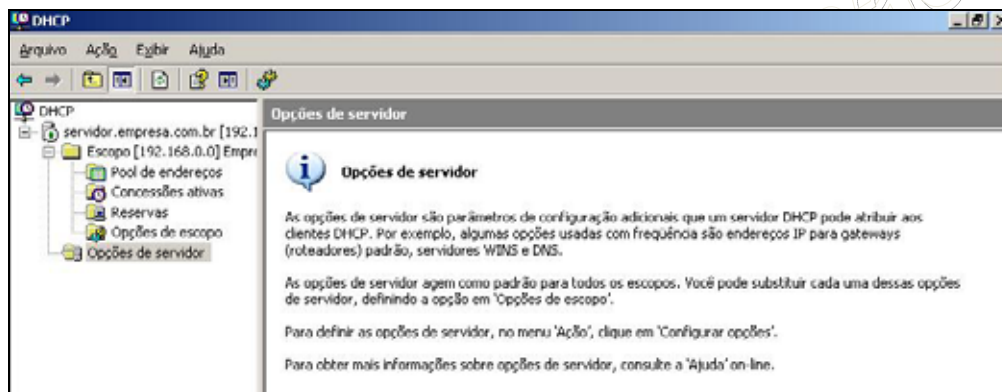 DHCP
Arquivo Ação Exibir Ajuda
DHCP
servidor.empresa.com.br [192.1
Escopo [192.168.0.0] Empre
Pool de endereços
Concessões ativas
Reservas
Opções de escopo
Opções de servidor
Opções de servidor
Opções de servidor
As opções de servidor são parâmetros de configuração adicionais que um servidor DHCP pode atribuir aos
clientes DHCP. Por exemplo, algumas opções usadas com freqüência são endereços IP para gateways
(roteadores) padrão, servidores WINS e DNS.
As opções de servidor agem como padrão para todos os escopos. Você pode substituir cada uma dessas opções
de servidor, definindo a opção em 'Opções de escopo'.
Para definir as opções de servidor, no menu 'Ação', clique em 'Configurar opções'.
Para obter mais informações sobre opções de servidor, consulte a 'Ajuda' on-line.